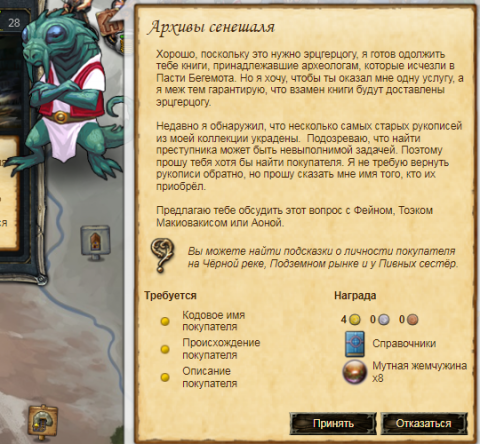 28
Архивы сенешаля
Хорошо, поскольку это нужно эрцгерцогу, я готов одолжить
тебе книги, принадлежавшие археологам, которые исчезли в
Пасти Бегемота. Но я хочу, чтобы ты оказал мне одну услугу, а
я меж тем гарантирую, что взамен книги будут доставлены
эрцгерцогу.
Недавно я обнаружил, что несколько самых старых рукописей
из моей коллекции украдены. Подозреваю, что найти
преступника может быть невыполнимой задачей. Поэтому
прошу тебя хотя бы найти покупателя. Я не требую вернуть
рукописи обратно, но прошу сказать мне имя того, кто их
приобрёл.
Предлагаю тебе обсудить этот вопрос с Фейном, Тоэком
Макиовакисом или Аоной.
Вы можете найти подсказки о личности покупателя
на Чёрной реке, Подземном рынке и у Пивных сестёр.
Требуется
Кодовое имя
покупателя
Происхождение
покупателя
Описание
покупателя
Награда
4 0 0
Справочники
Мутная жемчужина
x8
Принять
Отказаться